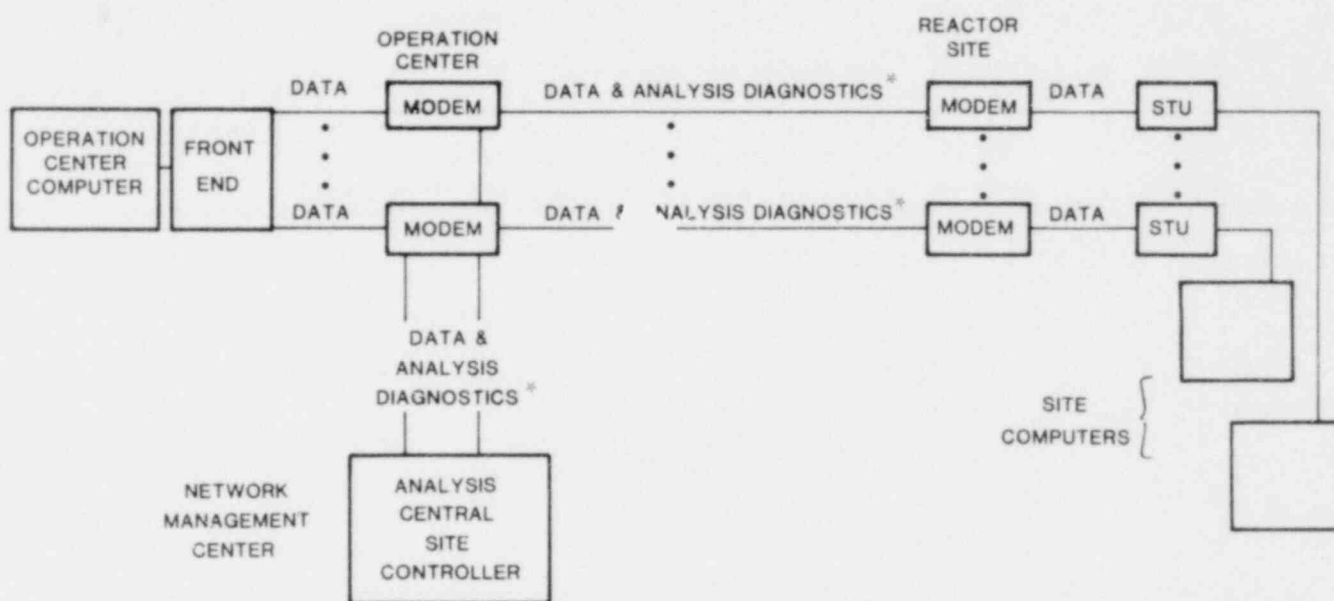 OPERATION
CENTER
REACTOR
SITE
DATA
MODEM
DATA & ANALYSIS DIAGNOSTICS*
MODEM
DATA
STU
OPERATION
CENTER
COMPUTER
FRONT
END
DATA
MODEM
DATA
ANALYSIS DIAGNOSTICS*
MODEM
DATA
STU
DATA &
ANALYSIS
DIAGNOSTICS*
SITE
COMPUTERS
NETWORK
MANAGEMENT
CENTER
ANALYSIS
CENTRAL
SITE
CONTROLLER